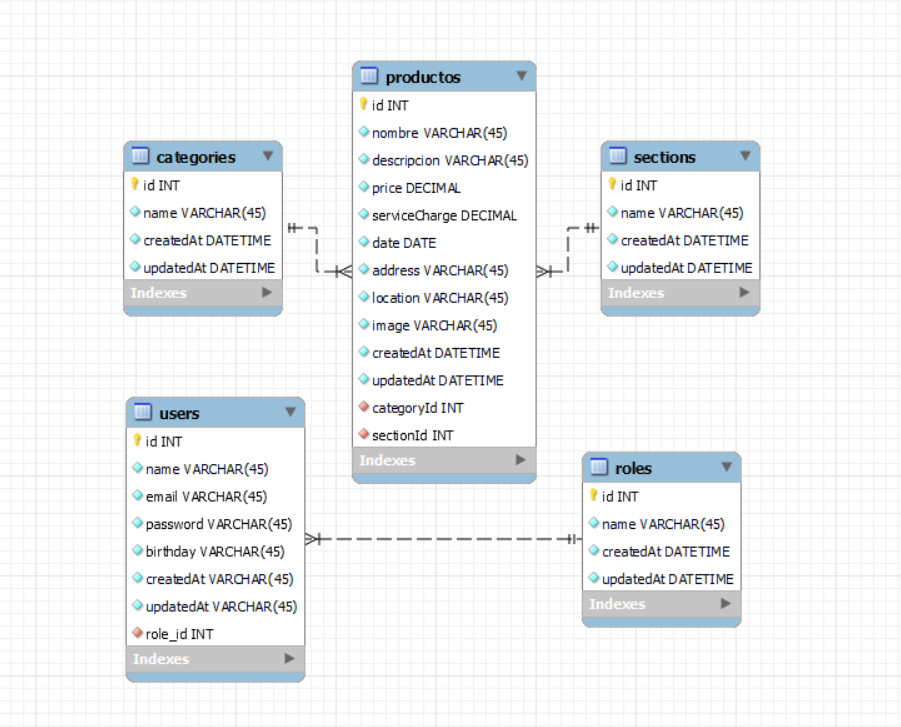 productos
id INT
nombre VARCHAR(45)
descripcion VARCHAR(45)
price DECIMAL
serviceCharge DECIMAL
date DATE
address VARCHAR(45)
location VARCHAR(45)
image VARCHAR(45)
createdAt DATETIME
updatedAt DATETIME
categoryId INT
sectionId INT
Indexes
categories
id INT
name VARCHAR(45)
createdAt DATETIME
updatedAt DATETIME
Indexes
sections
id INT
name VARCHAR(45)
createdAt DATETIME
updatedAt DATETIME
Indexes
users
id INT
name VARCHAR(45)
email VARCHAR(45)
password VARCHAR(45)
birthday VARCHAR(45)
createdAt VARCHAR(45)
updatedAt VARCHAR(45)
role_id INT
Indexes
roles
id INT
name VARCHAR(45)
createdAt DATETIME
updatedAt DATETIME
Indexes